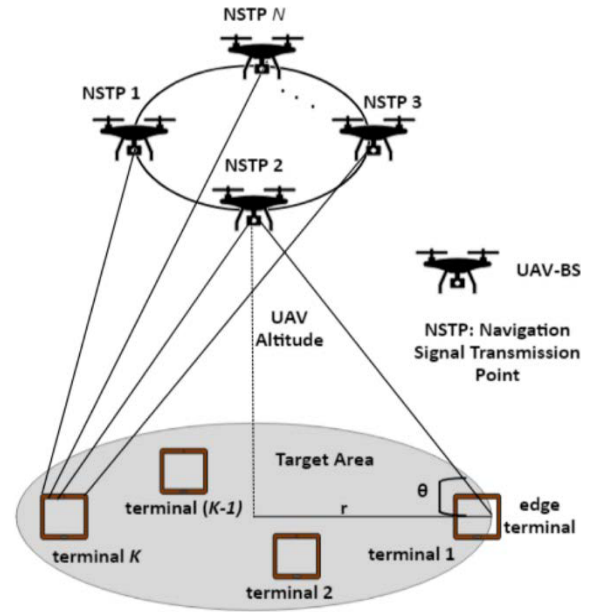 NSTP N
NSTP 1
NSTP 3
NSTP 2
UAV-BS
UAV
Altitude
NSTP: Navigation
Signal Transmission
Point
Target Area
θ
edge
terminal
terminal (K-1)
r
terminal K
terminal 1
terminal 2